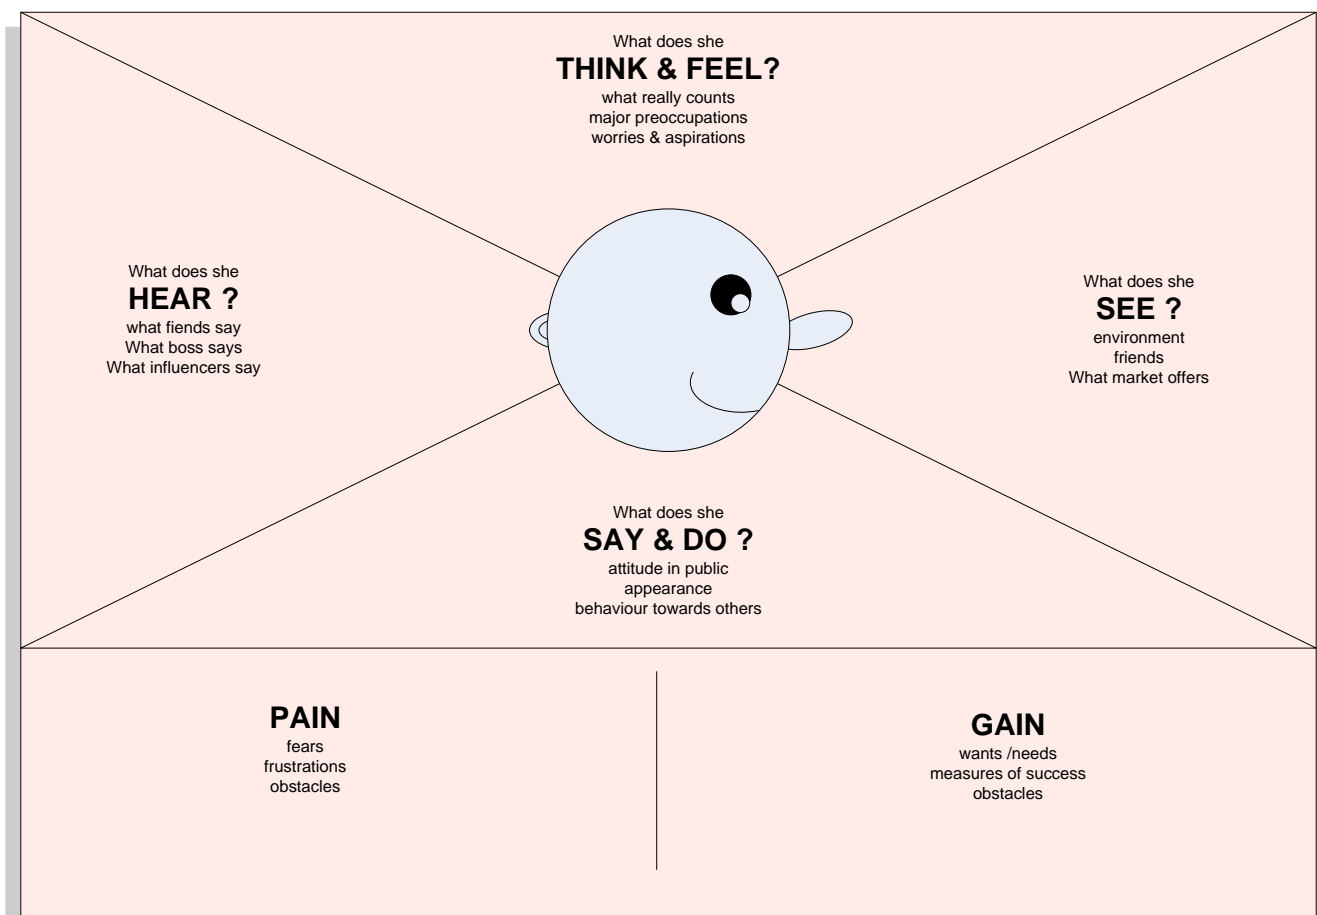 What does she
THINK & FEEL?
what really counts
major preoccupations
worries & aspirations
What does she
HEAR ?
what fiends say
What boss says
What influencers say
What does she
SEE ?
environment
friends
What market offers
What does she
SAY & DO ?
attitude in public
appearance
behaviour towards others
PAIN
fears
frustrations
obstacles
GAIN
wants /needs
measures of success
obstacles